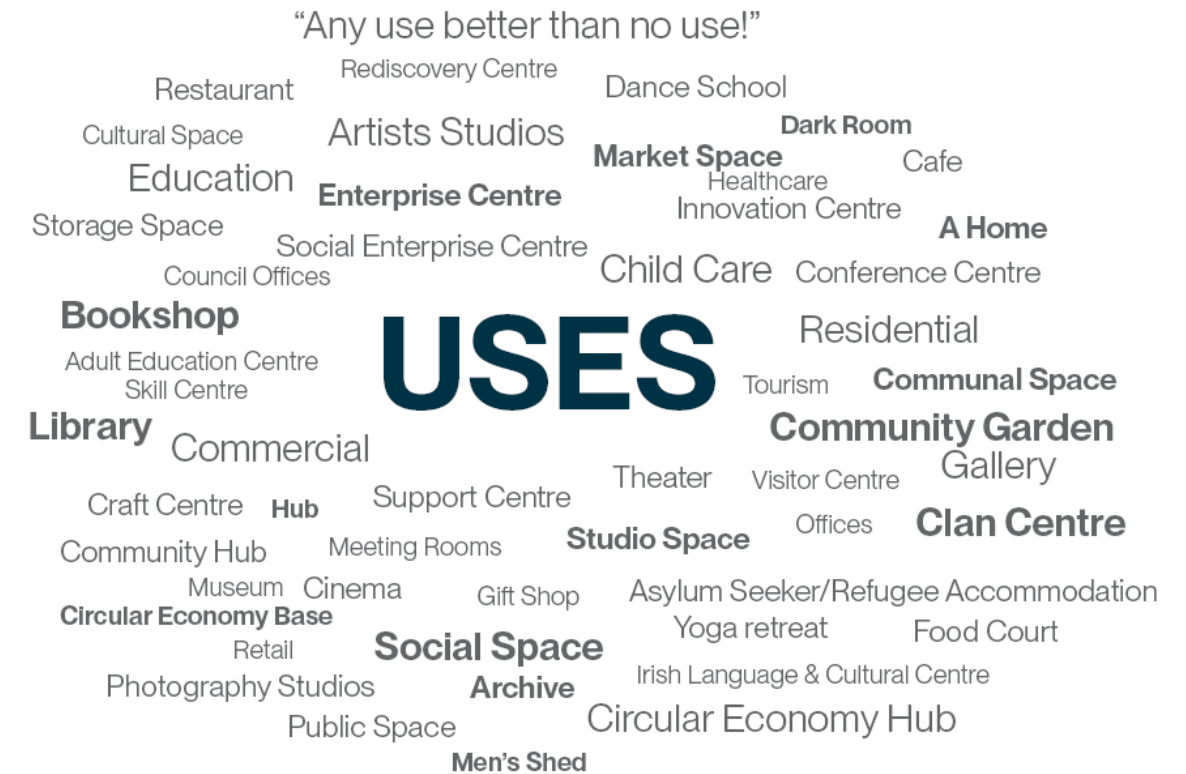 “Any use better than no use!”
Rediscovery Centre
Restaurant
Dance School
Cultural Space
Artists Studios
Dark Room
Market Space
Cafe
Education
Healthcare
Enterprise Centre
Innovation Centre
Storage Space
A Home
Social Enterprise Centre
Council Offices
Child Care
Conference Centre
Bookshop
USES
Residential
Adult Education Centre
Skill Centre
Tourism
Communal Space
Library
Community Garden
Commercial
Gallery
Theater
Visitor Centre
Craft Centre
Hub
Support Centre
Offices
Clan Centre
Studio Space
Community Hub
Meeting Rooms
Museum
Cinema
Gift Shop
Asylum Seeker/Refugee Accommodation
Circular Economy Base
Yoga retreat
Food Court
Retail
Social Space
Irish Language & Cultural Centre
Photography Studios
Archive
Public Space
Circular Economy Hub
Men’s Shed